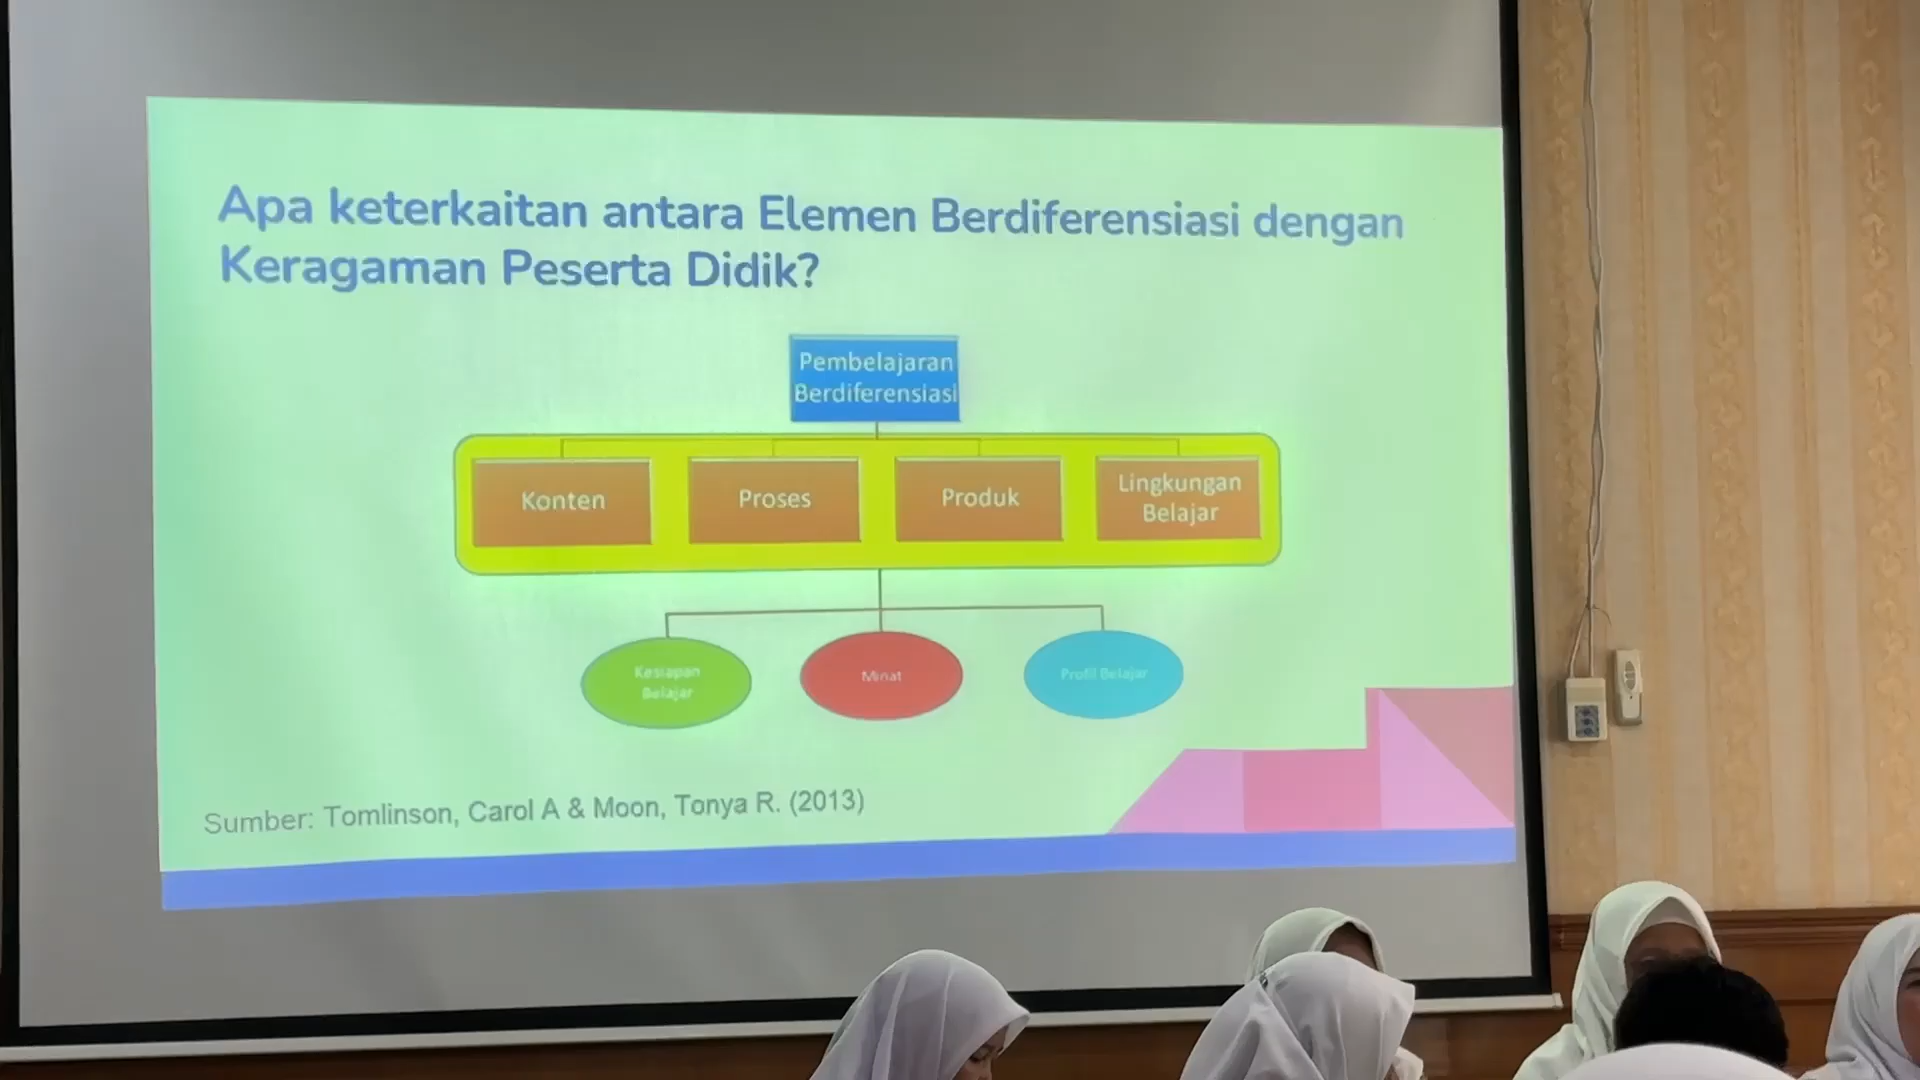 Apa keterkaitan antara Elemen Berdiferensiasi dengan
Keragaman Peserta Didik?
Pembelajaran
Berdiferensiasi
Konten
Proses
Produk
Lingkungan
Belajar
Kesiapan
Belajar
Minat
Profil Belajar
Sumber: Tomlinson, Carol A & Moon, Tonya R. (2013)